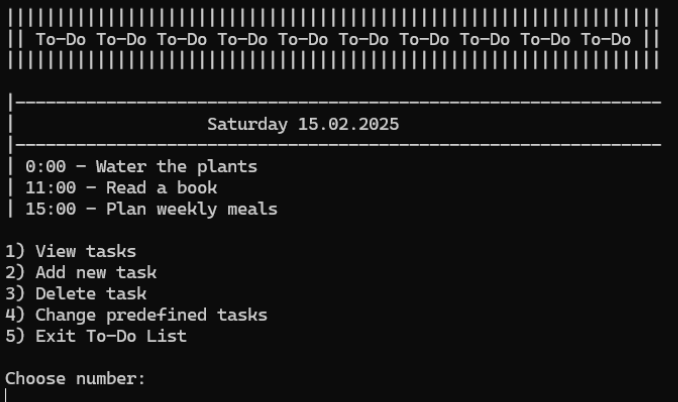 |||||||||||||||||||||||||||||||||||||||||||||||||||||||||||||||||
|| To-Do To-Do To-Do To-Do To-Do To-Do To-Do To-Do To-Do To-Do ||
|||||||||||||||||||||||||||||||||||||||||||||||||||||||||||||||||
|----------------------------------------------------------------
| Saturday 15.02.2025
|----------------------------------------------------------------
| 0:00 - Water the plants
| 11:00 - Read a book
| 15:00 - Plan weekly meals
1) View tasks
2) Add new task
3) Delete task
4) Change predefined tasks
5) Exit To-Do List
Choose number: